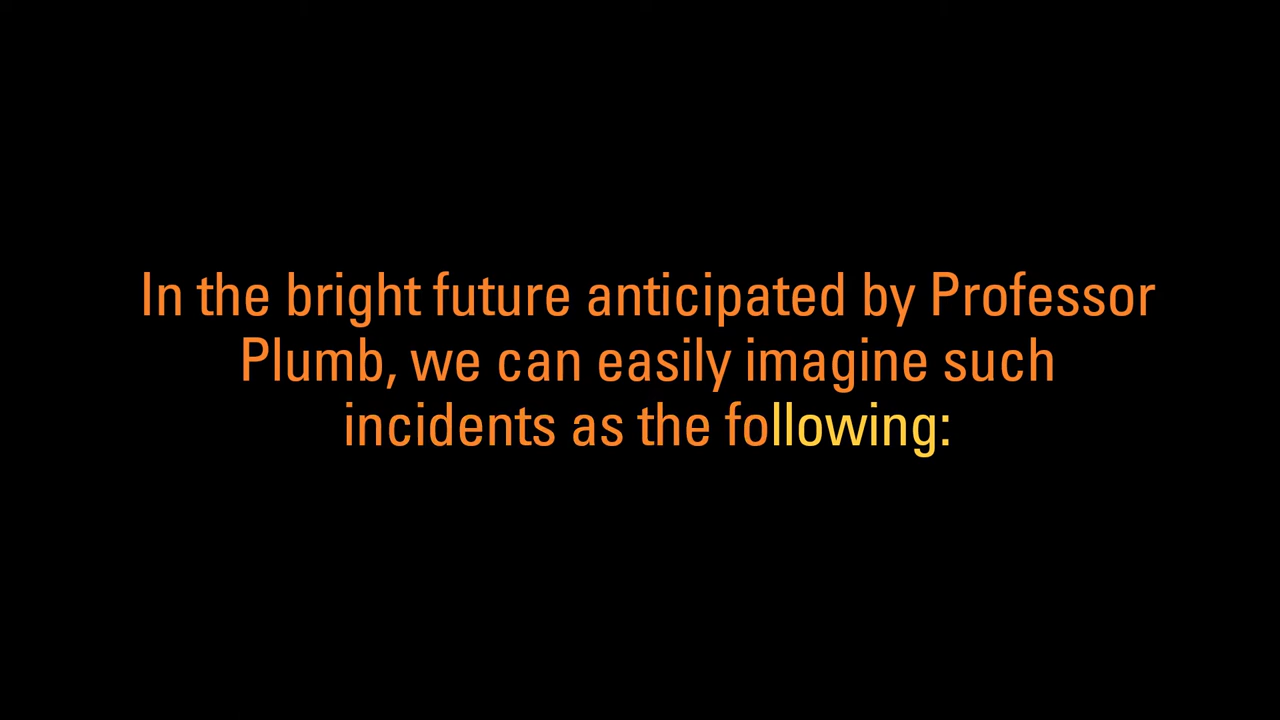 In the bright future anticipated by Professor
Plumb, we can easily imagine such
incidents as the following: